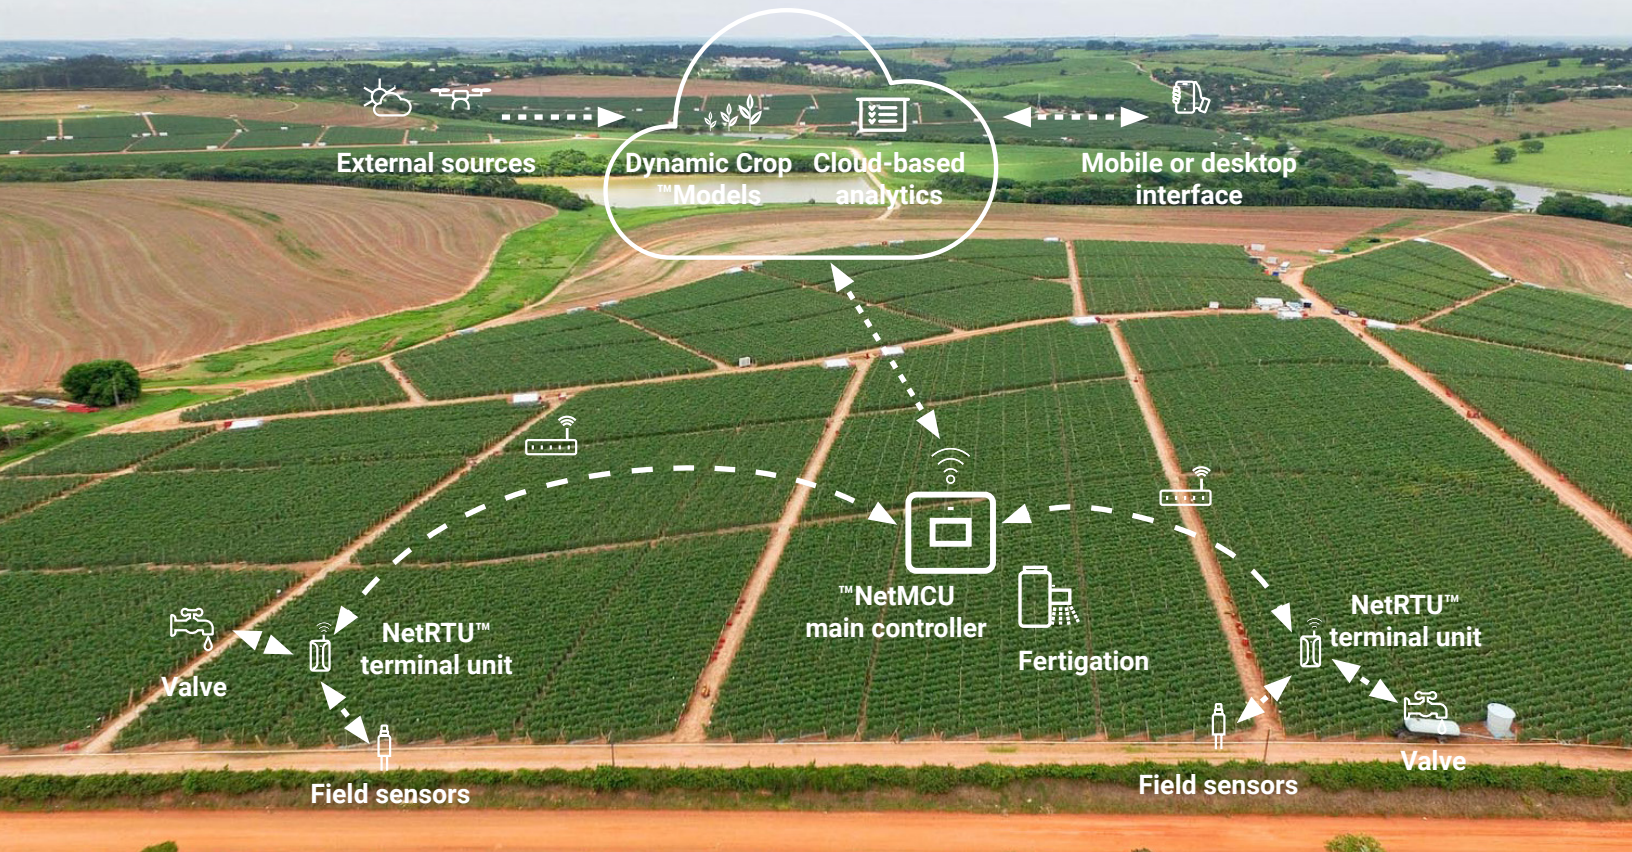 External sources
Dynamic Crop
™Models
Cloud-based
analytics
Mobile or desktop
interface
™NetMCU
main controller
Fertigation
NetRTU™
terminal unit
Valve
Field sensors
NetRTU™
terminal unit
Field sensors
Valve